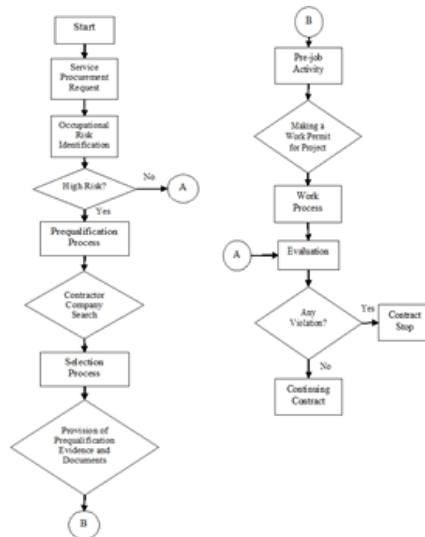 Start
Service
Procurement
Request
Occupational
Risk
Identification
High Risk?
No
A
Yes
Prequalification
Process
Contractor
Company
Search
Selection
Process
Provision of
Prequalification
Evidence and
Documents
B
B
Pre-job
Activity
Making a
Work Permit
for Project
Work
Process
A
Evaluation
Any
Violation?
Yes
Contract
Stop
No
Continuing
Contract